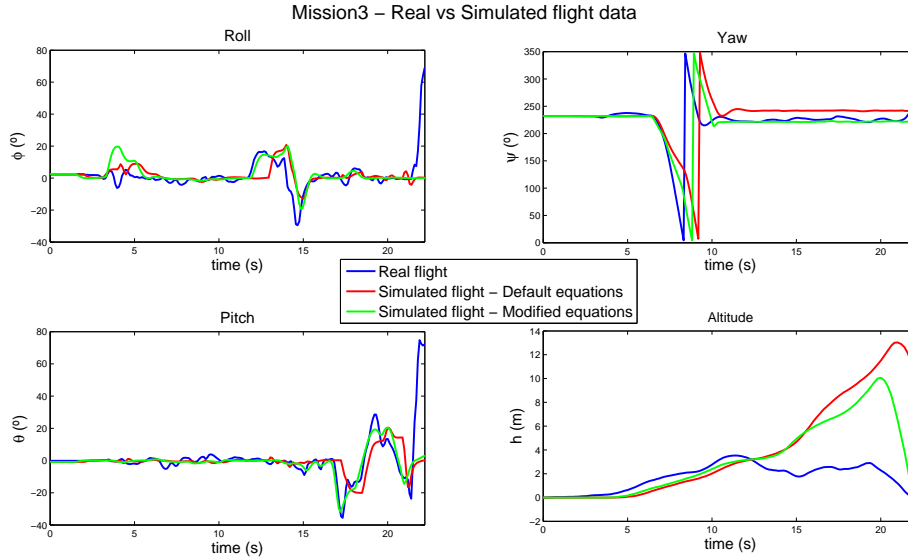 Mission3 – Real vs Simulated flight data
Roll
80
60
40
20
0
−20
−40
0 5 10 15 20
ϕ (º)
time (s)
Yaw
350
300
250
200
150
100
50
0
0 5 10 15 20
ψ (º)
time (s)
Real flight
Simulated flight − Default equations
Simulated flight − Modified equations
Pitch
80
60
40
20
0
−20
−40
0 5 10 15 20
θ (º)
time (s)
Altitude
14
12
10
8
6
4
2
0
−2
0 5 10 15 20
h (m)
time (s)